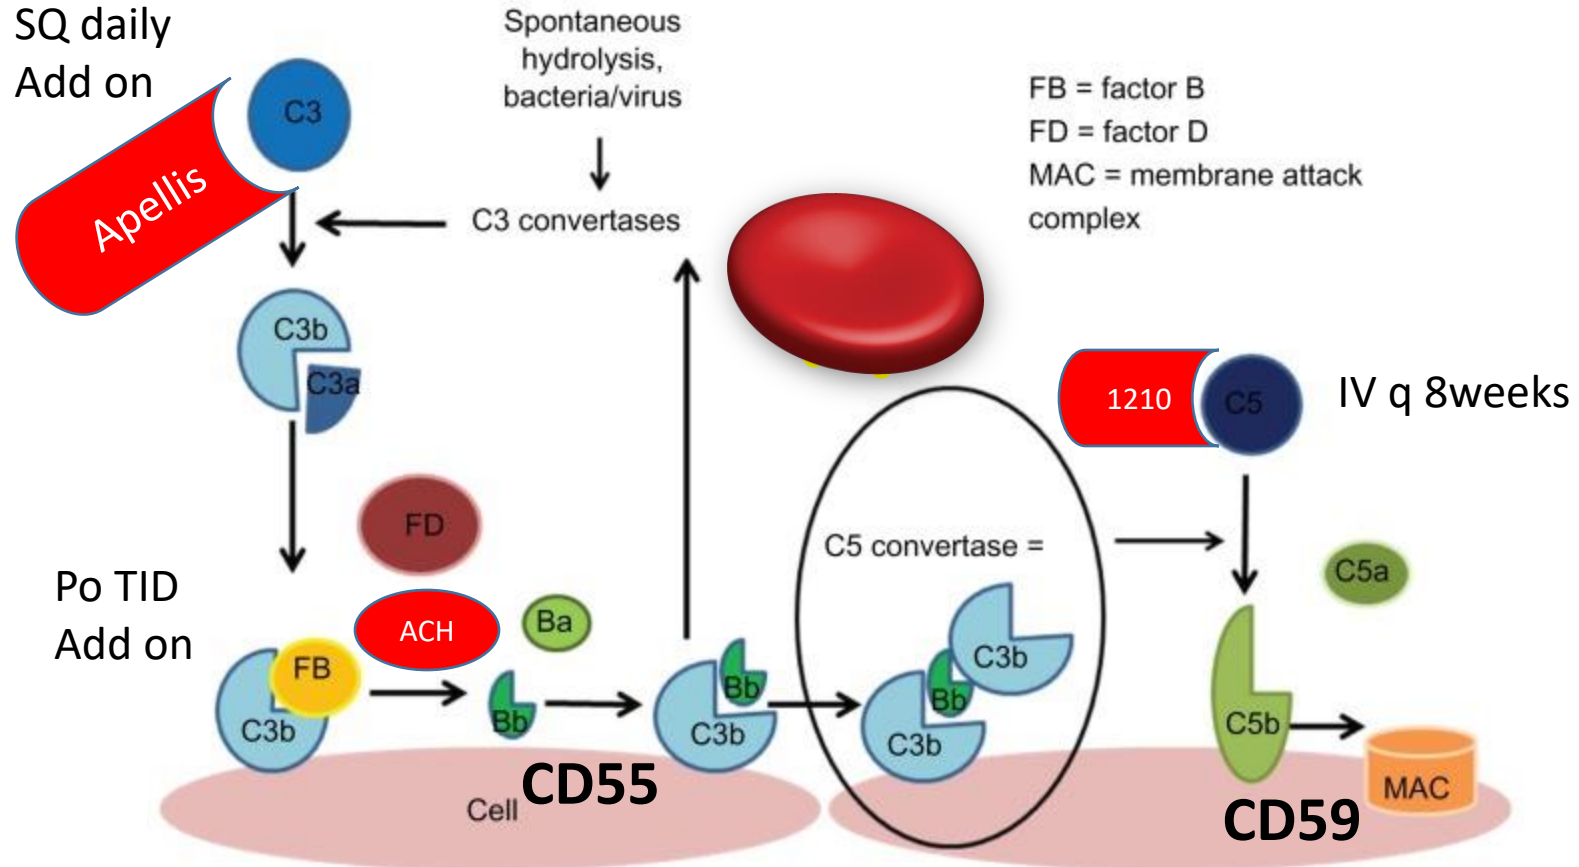 SQ daily
Add on
Spontaneous
hydrolysis,
bacteria/virus
C3
Apellis
FB = factor B
FD = factor D
MAC = membrane attack
complex
C3 convertases
C3b
C3a
1210
C5
IV q 8weeks
FD
C5 convertase =
C5a
Po TID
Add on
ACH
Ba
FB
C3b
Bb
Bb
C3b
C3b
Bb
C3b
C5b
MAC
Cell
CD55
CD59